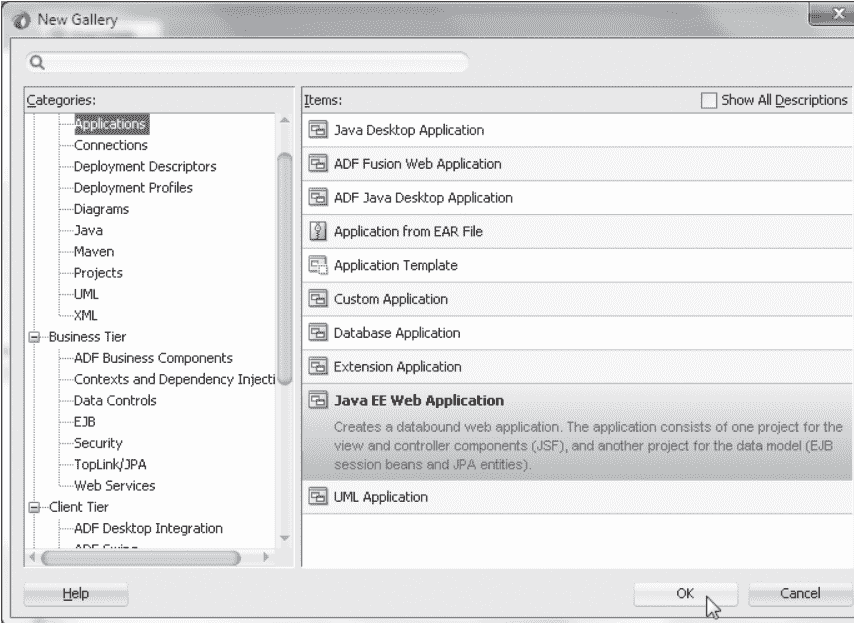 New Gallery
Categories:
Applications
Connections
Deployment Descriptors
Deployment Profiles
Diagrams
Java
Maven
Projects
UML
XML
Business Tier
ADF Business Components
Contexts and Dependency Injecti
Data Controls
EJB
Security
TopLink/JPA
Web Services
Client Tier
ADF Desktop Integration
ADF Swing
Items:
Show All Descriptions
Java Desktop Application
ADF Fusion Web Application
ADF Java Desktop Application
Application from EAR File
Application Template
Custom Application
Database Application
Extension Application
Java EE Web Application
Creates a databound web application. The application consists of one project for the
view and controller components (JSF), and another project for the data model (EJB
session beans and JPA entities).
UML Application
Help
OK
Cancel